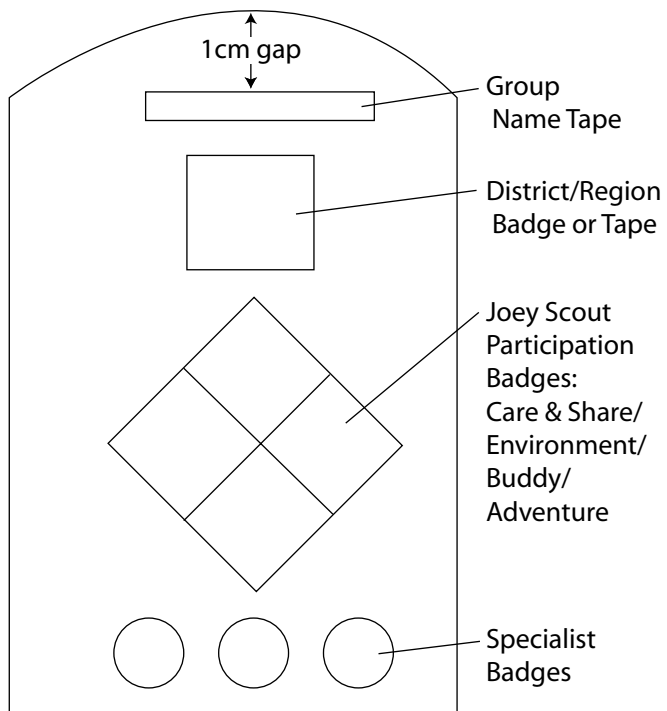 1cm gap
Group
Name Tape
District/Region
Badge or Tape
Joey Scout
Participation
Badges:
Care & Share/
Environment/
Buddy/
Adventure
Specialist
Badges